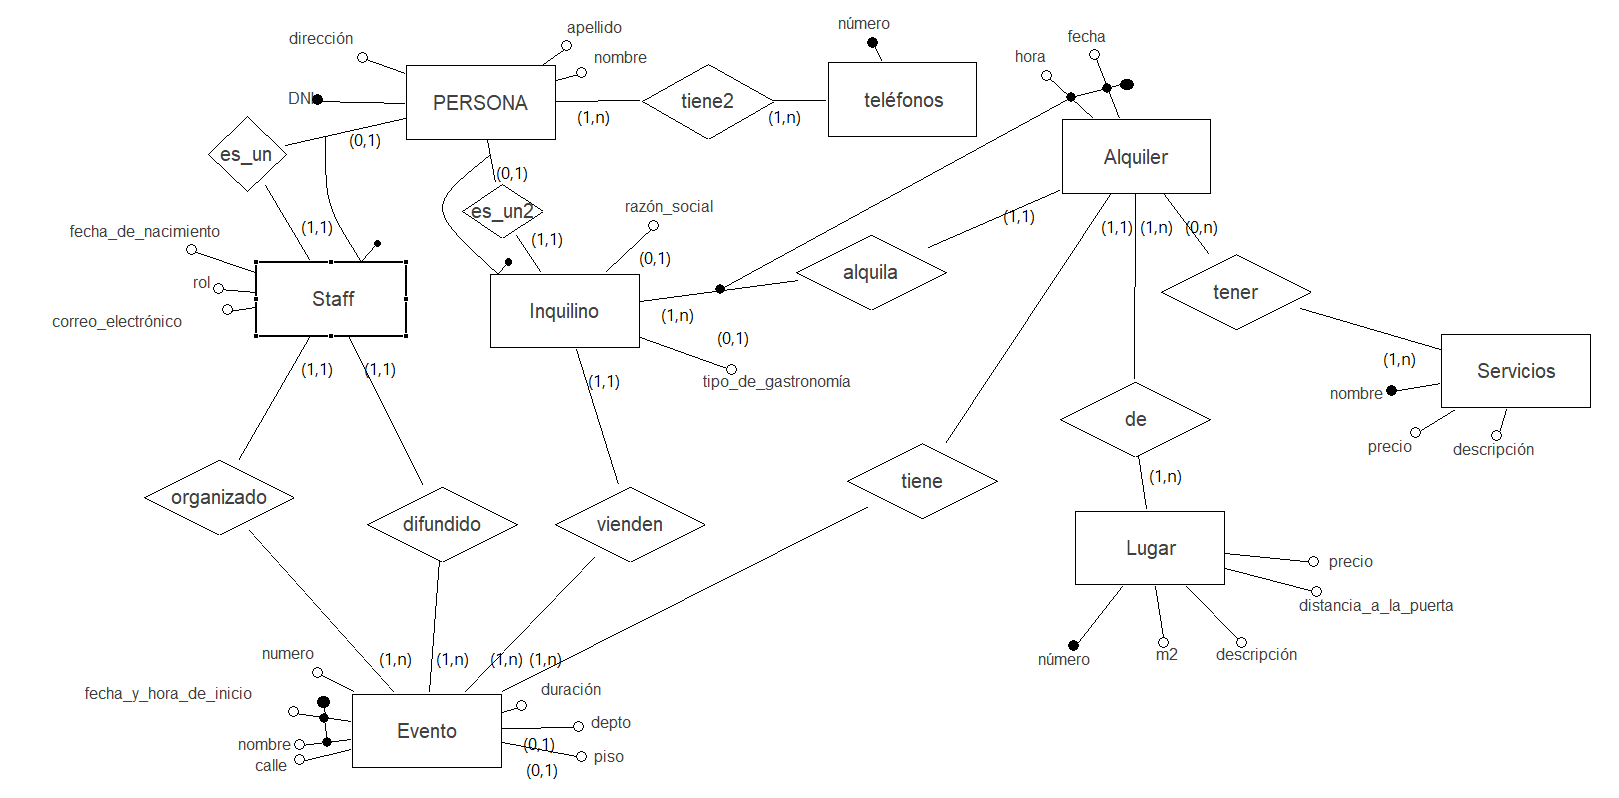 número
apellido
fecha
dirección
nombre
hora
DNI
PERSONA
tiene2
teléfonos
(1,n)
(1,n)
(0,1)
es_un
Alquiler
(0,1)
es_un2
razón_social
(1,1)
(1,1)
(1,n)
(0,n)
fecha_de_nacimiento
(1,1)
(1,1)
(0,1)
alquila
rol
Staff
Inquilino
tener
correo_electrónico
(1,n)
(0,1)
(1,n)
Servicios
(1,1)
(1,1)
(1,1)
tipo_de_gastronomía
nombre
precio
descripción
de
(1,n)
tiene
organizado
difundido
vienden
Lugar
precio
distancia_a_la_puerta
número
m2
descripción
numero
(1,n)
(1,n)
(1,n)
(1,n)
fecha_y_hora_de_inicio
duración
depto
Evento
nombre
(0,1)
calle
piso
(0,1)